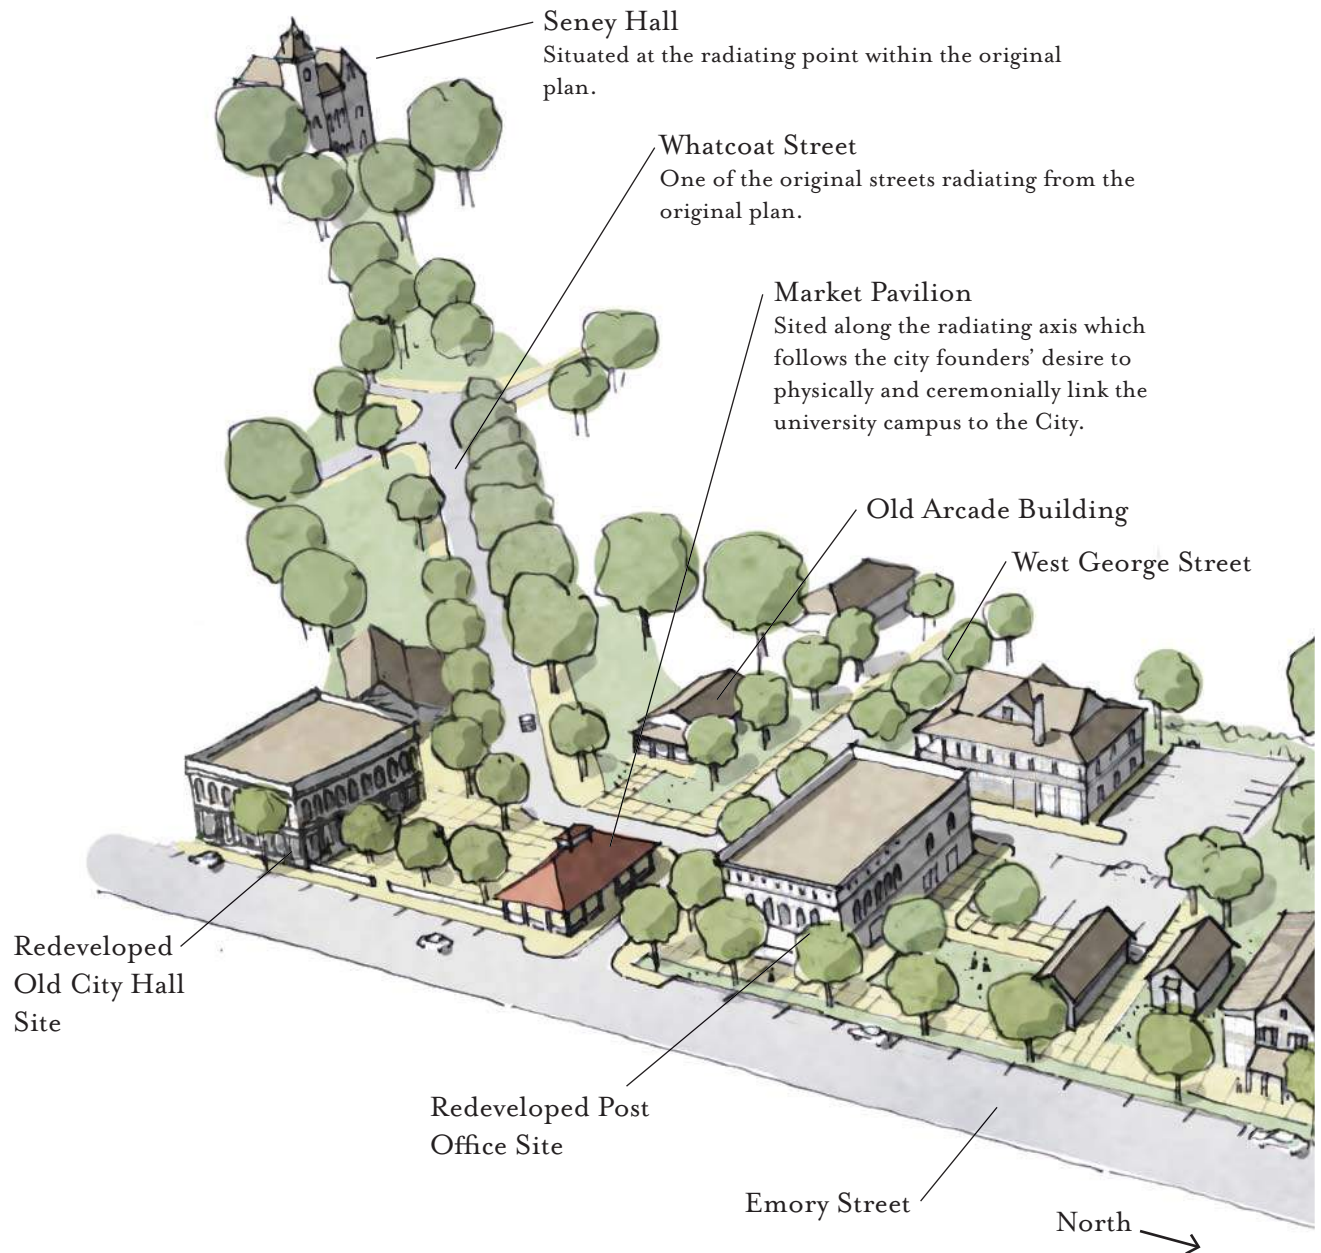 Seney Hall
Situated at the radiating point within the original
plan.
Whatcoat Street
One of the original streets radiating from the
original plan.
Market Pavilion
Sited along the radiating axis which
follows the city founders’ desire to
physically and ceremonially link the
university campus to the City.
Old Arcade Building
West George Street
Redeveloped
Old City Hall
Site
Redeveloped Post
Office Site
Emory Street
North